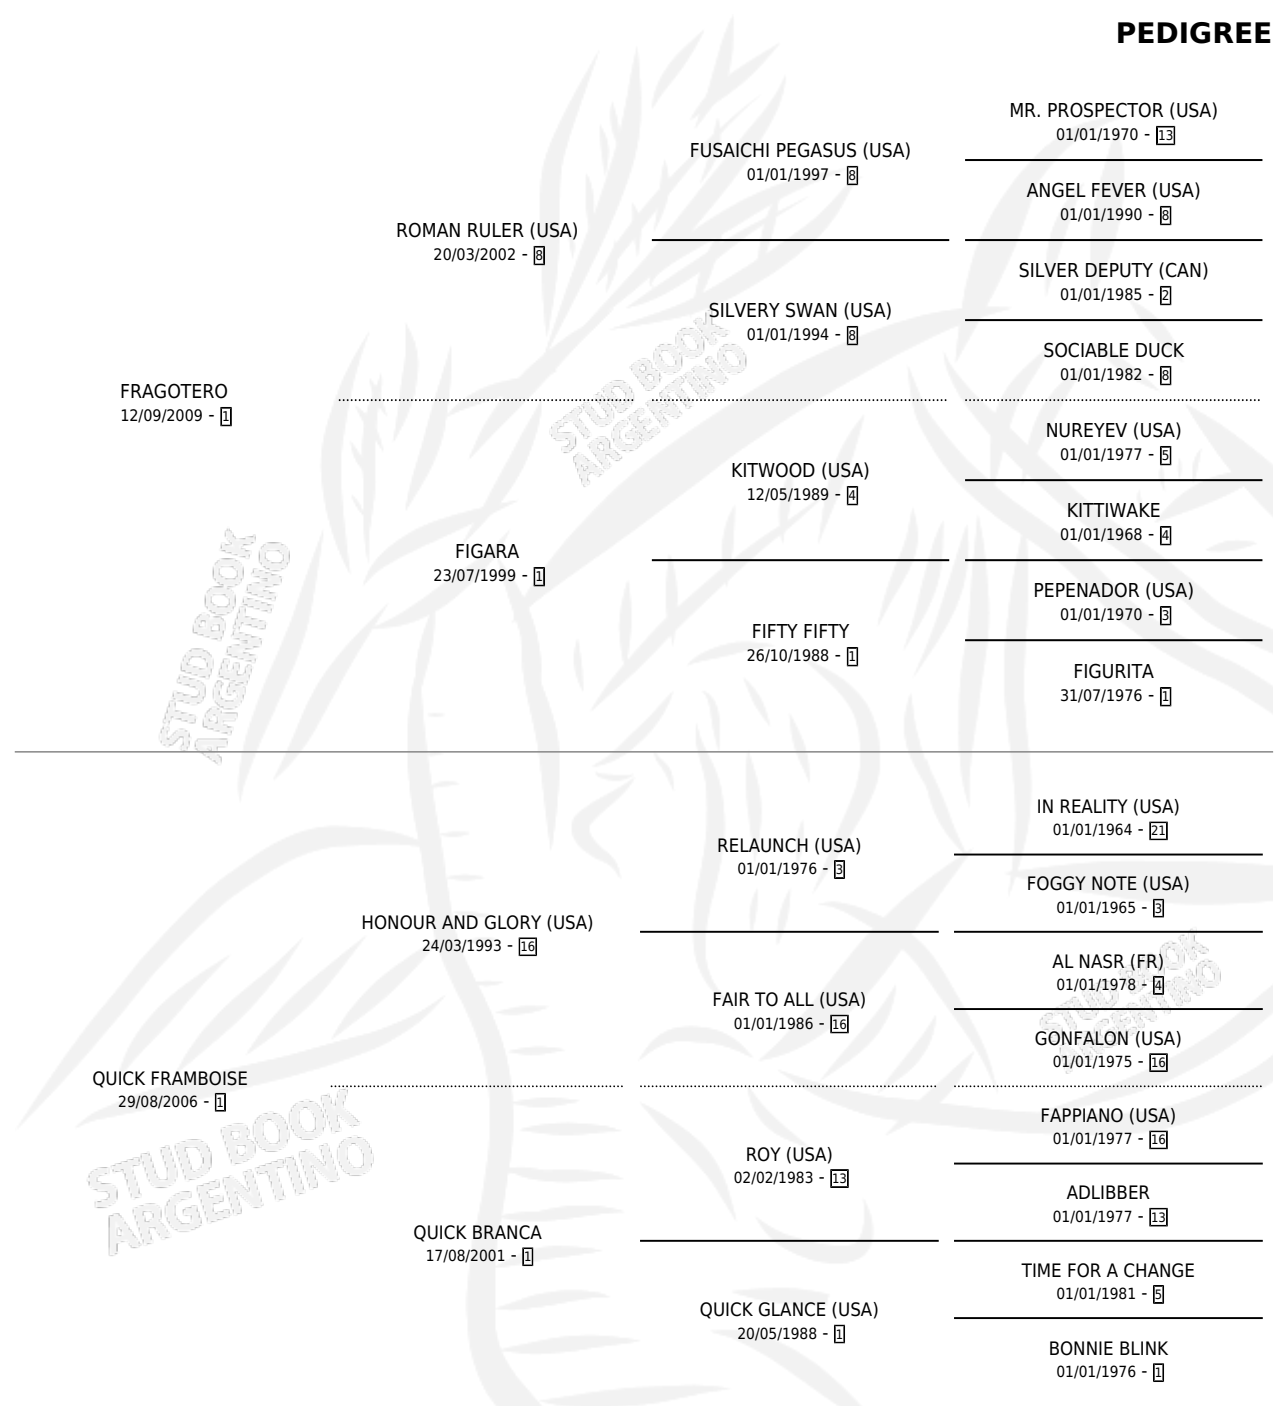 PEDIGREE
MR. PROSPECTOR (USA)
01/01/1970 - 13
FUSAICHI PEGASUS (USA)
01/01/1997 - 8
ANGEL FEVER (USA)
01/01/1990 - 8
ROMAN RULER (USA)
20/03/2002 - 8
SILVER DEPUTY (CAN)
01/01/1985 - 2
SILVERY SWAN (USA)
01/01/1994 - 8
SOCIABLE DUCK
01/01/1982 - 8
FRAGOTERO
12/09/2009 - 1
STUD BOOK
ARGENTINO
NUREYEV (USA)
01/01/1977 - 5
KITWOOD (USA)
12/05/1989 - 4
KITTIWAKE
01/01/1968 - 4
FIGARA
23/07/1999 - 1
PEPENADOR (USA)
01/01/1970 - 3
FIFTY FIFTY
26/10/1988 - 1
FIGURITA
31/07/1976 - 1
STUD BOOK
ARGENTINO
IN REALITY (USA)
01/01/1964 - 21
RELAUNCH (USA)
01/01/1976 - 3
FOGGY NOTE (USA)
01/01/1965 - 3
HONOUR AND GLORY (USA)
24/03/1993 - 16
AL NASR (FR)
01/01/1978 - 4
FAIR TO ALL (USA)
01/01/1986 - 16
STUD BOOK
ARGENTINO
GONFALON (USA)
01/01/1975 - 16
QUICK FRAMBOISE
29/08/2006 - 1
STUD BOOK
ARGENTINO
FAPPIANO (USA)
01/01/1977 - 16
ROY (USA)
02/02/1983 - 13
ADLIBBER
01/01/1977 - 13
QUICK BRANCA
17/08/2001 - 1
TIME FOR A CHANGE
01/01/1981 - 5
QUICK GLANCE (USA)
20/05/1988 - 1
BONNIE BLINK
01/01/1976 - 1